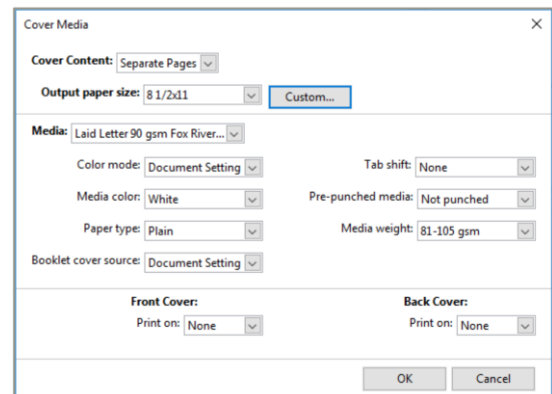 Cover Media
Cover Content: Separate Pages
Output paper size: 8 1/2x11 Custom...
Media: Laid Letter 90 gsm Fox River...
Color mode: Document Setting Tab shift: None
Media color: White Pre-punched media: Not punched
Paper type: Plain Media weight: 81-105 gsm
Booklet cover source: Document Setting
Front Cover: Back Cover:
Print on: None Print on: None
OK Cancel